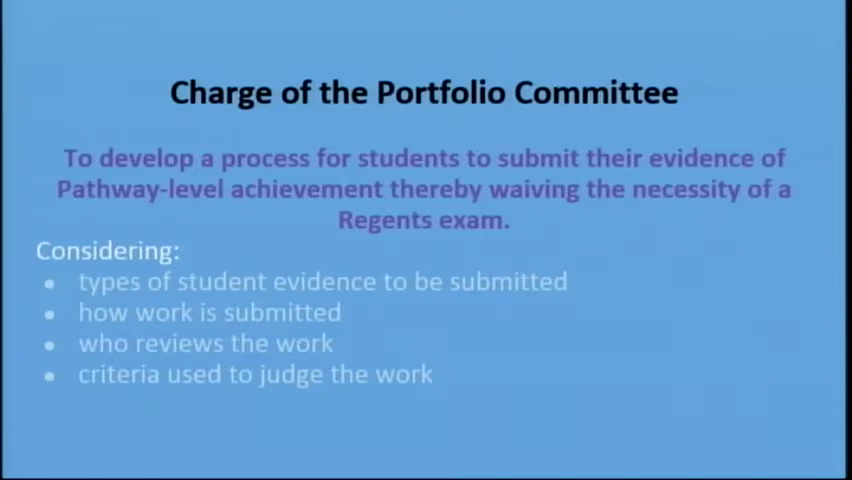 Charge of the Portfolio Committee
To develop a process for students to submit their evidence of
Pathway-level achievement thereby waiving the necessity of a
Regents exam.
Considering:
• types of student evidence to be submitted
• how work is submitted
• who reviews the work
• criteria used to judge the work